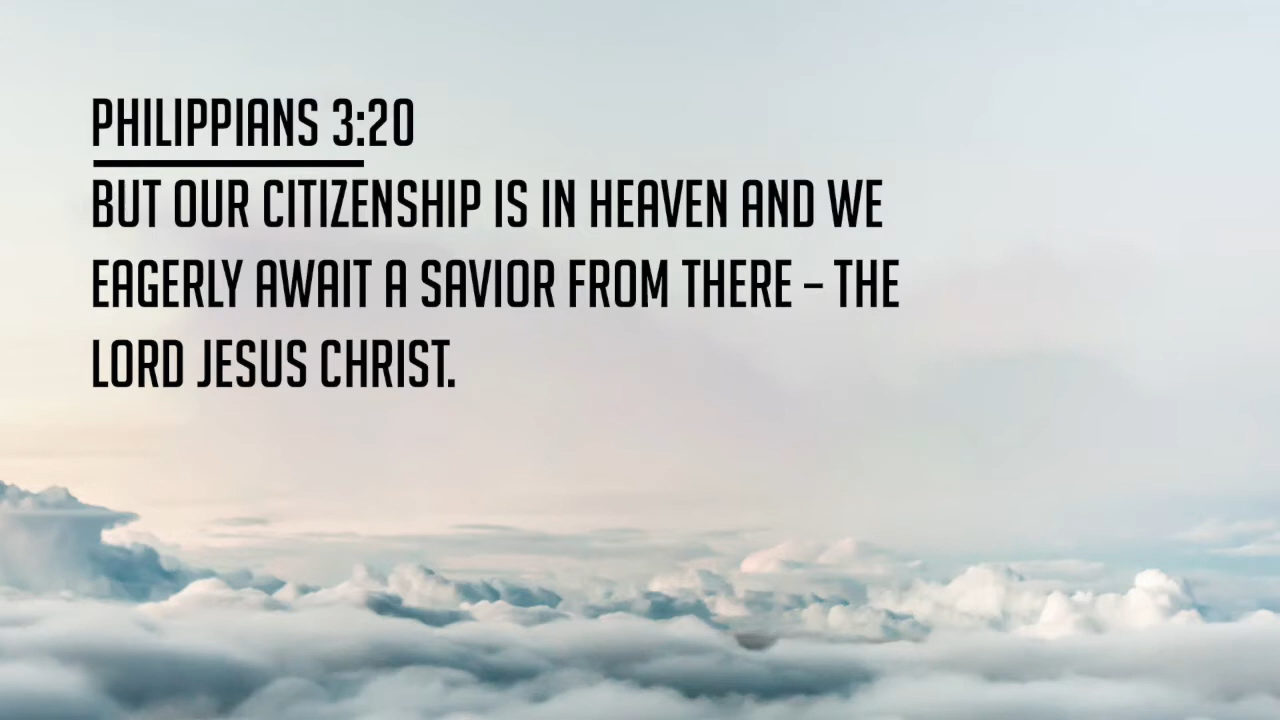 PHILIPPIANS 3:20
BUT OUR CITIZENSHIP IS IN HEAVEN AND WE
EAGERLY AWAIT A SAVIOR FROM THERE – THE
LORD JESUS CHRIST.